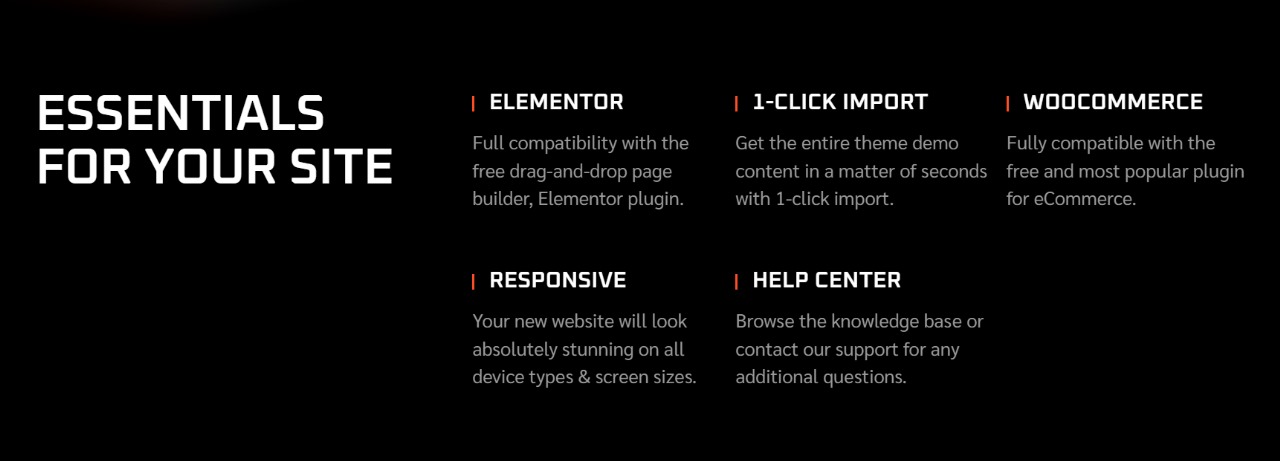 ESSENTIALS
FOR YOUR SITE
ELEMENTOR
Full compatibility with the
free drag-and-drop page
builder, Elementor plugin.
1-CLICK IMPORT
Get the entire theme demo
content in a matter of seconds
with 1-click import.
WOOCOMMERCE
Fully compatible with the
free and most popular plugin
for eCommerce.
RESPONSIVE
Your new website will look
absolutely stunning on all
device types & screen sizes.
HELP CENTER
Browse the knowledge base or
contact our support for any
additional questions.